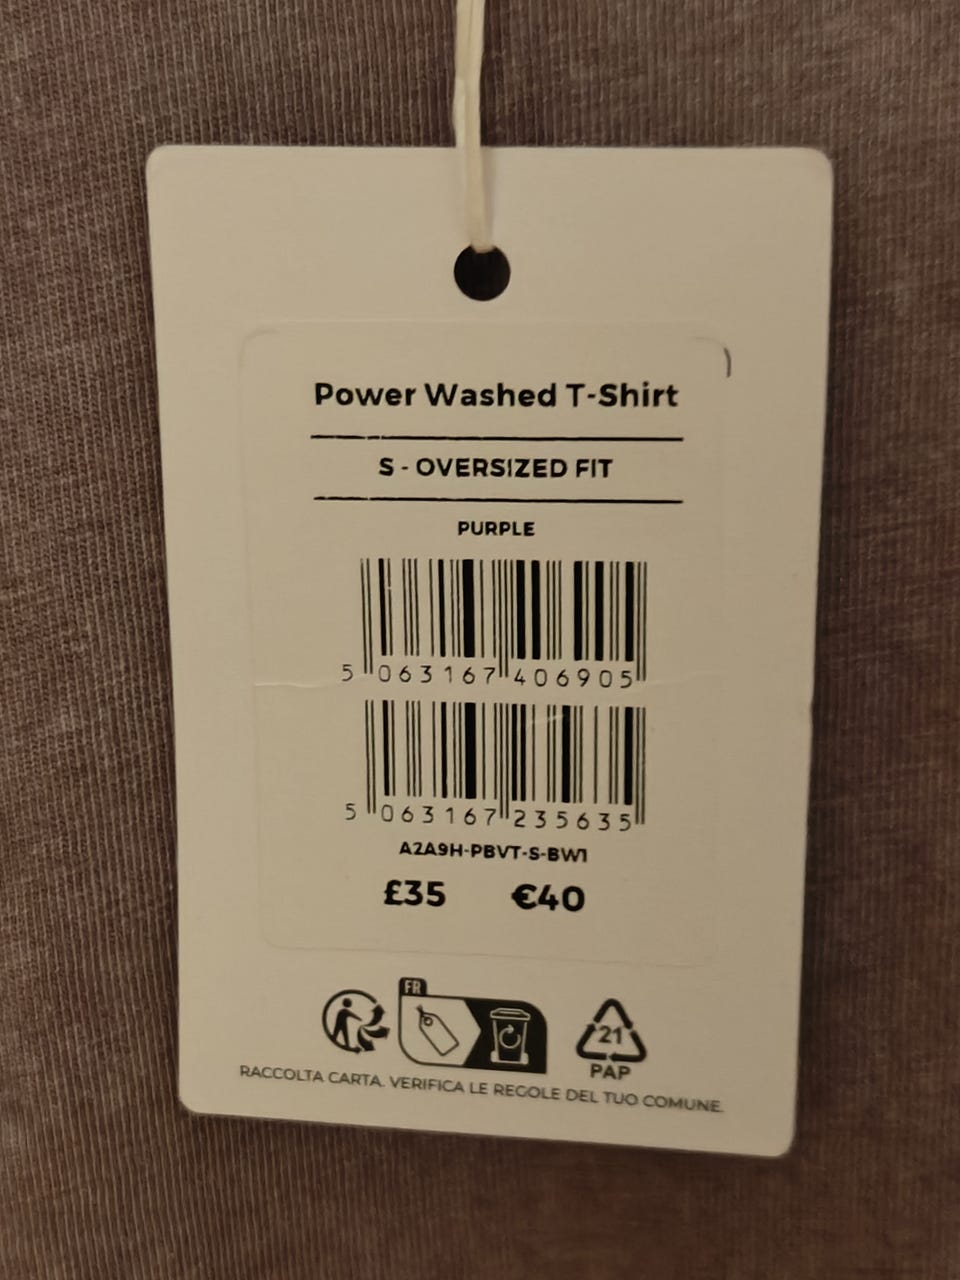 Power Washed T-Shirt
S - OVERSIZED FIT
PURPLE
5 063167 406905
5 063167 235635
A2A9H-PBVT-S-BW1
£35 €40
FR
21
PAP
RACCOLTA CARTA. VERIFICA LE REGOLE DEL TUO COMUNE.